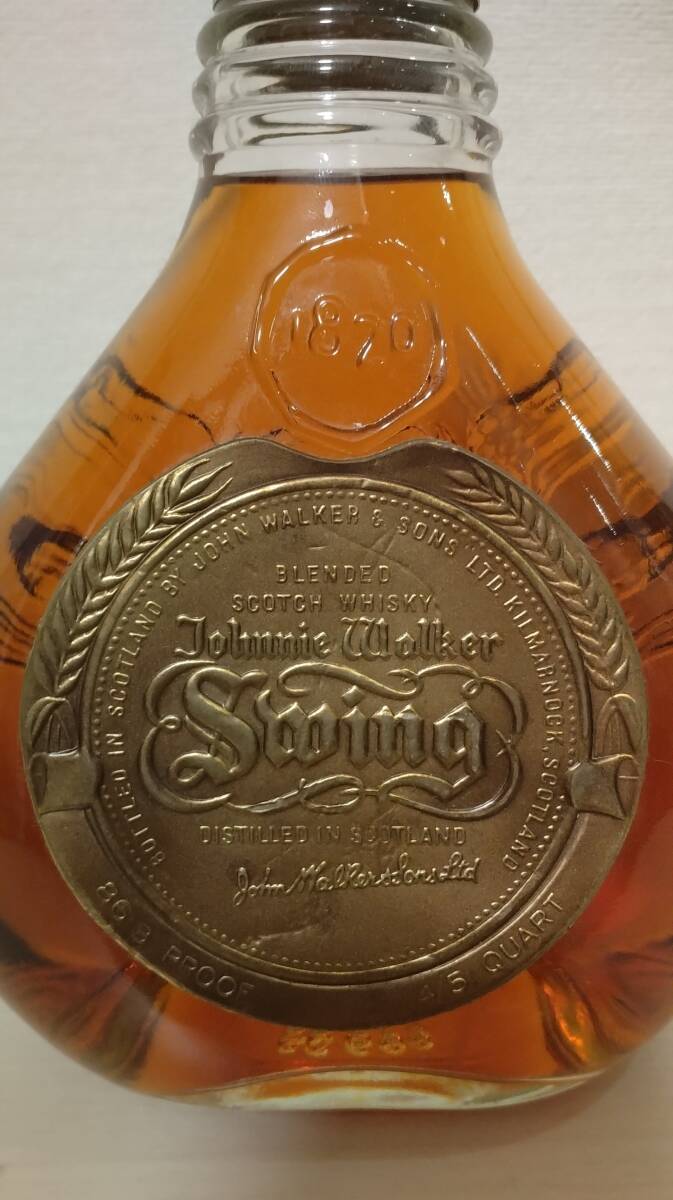 1820
BOTTLED IN SCOTLAND BY JOHN WALKER & SONS LTD. KILMARNOCK, SCOTLAND
BLENDED
SCOTCH WHISKY
Johnnie Walker
Swing
DISTILLED IN SCOTLAND
John Walker & Sons Ltd
86 8 PROOF
4/5 QUART